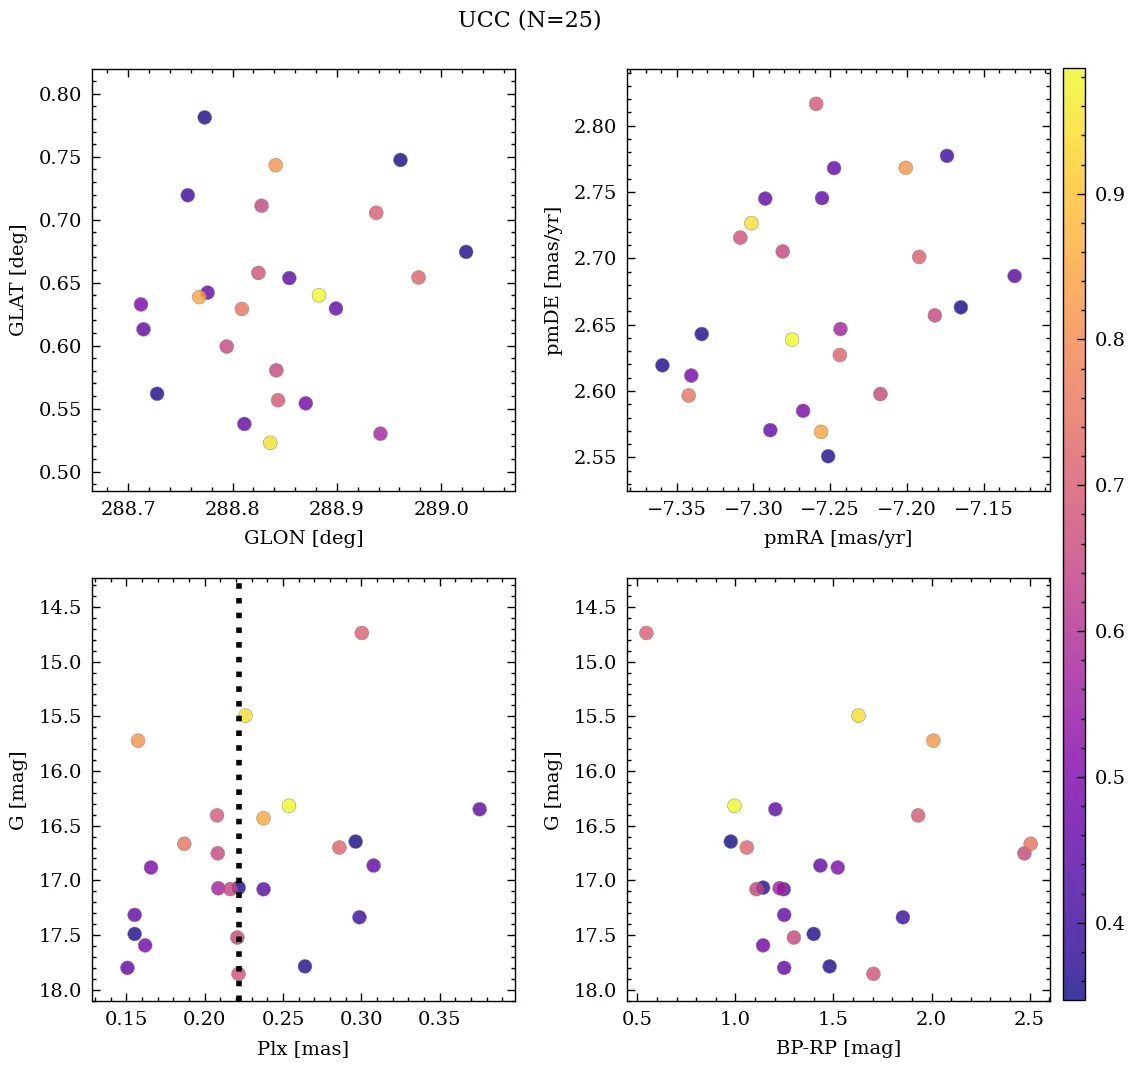 UCC (N=25)
0.80
0.75
0.70
0.65
0.60
0.55
0.50
GLAT [deg]
288.7 288.8 288.9 289.0
GLON [deg]
2.80
2.75
2.70
2.65
2.60
2.55
pmDE [mas/yr]
−7.35 −7.30 −7.25 −7.20 −7.15
pmRA [mas/yr]
14.5
15.0
15.5
16.0
16.5
17.0
17.5
18.0
G [mag]
0.15 0.20 0.25 0.30 0.35
Plx [mas]
14.5
15.0
15.5
16.0
16.5
17.0
17.5
18.0
G [mag]
0.5 1.0 1.5 2.0 2.5
BP-RP [mag]
0.9
0.8
0.7
0.6
0.5
0.4